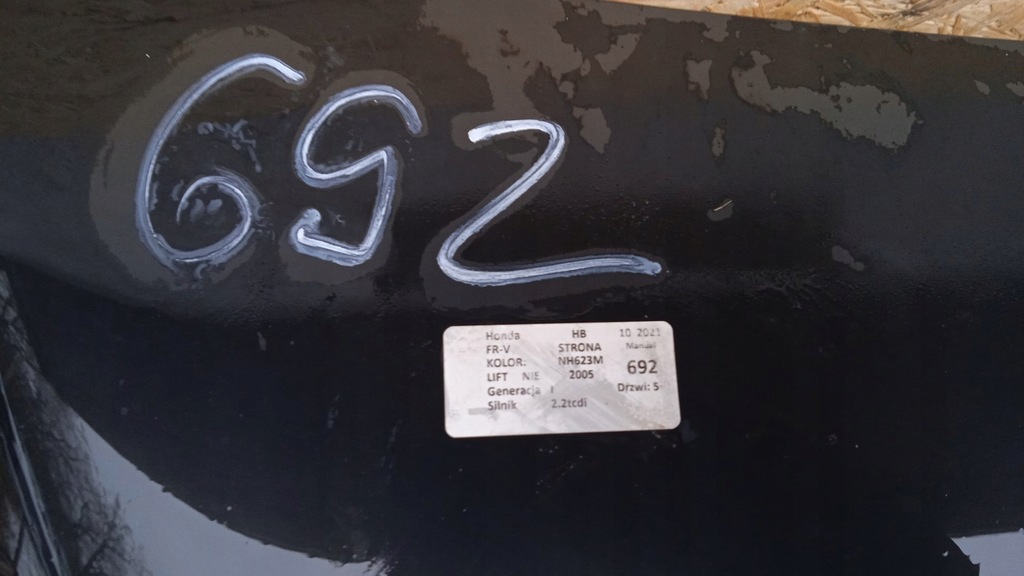 692
Honda HB 10 2021
FR-V STRONA Manual
KOLOR: NH623M 692
LIFT NIE 2005
Generacja I Drzwi: 5
Silnik 2.2tcdi